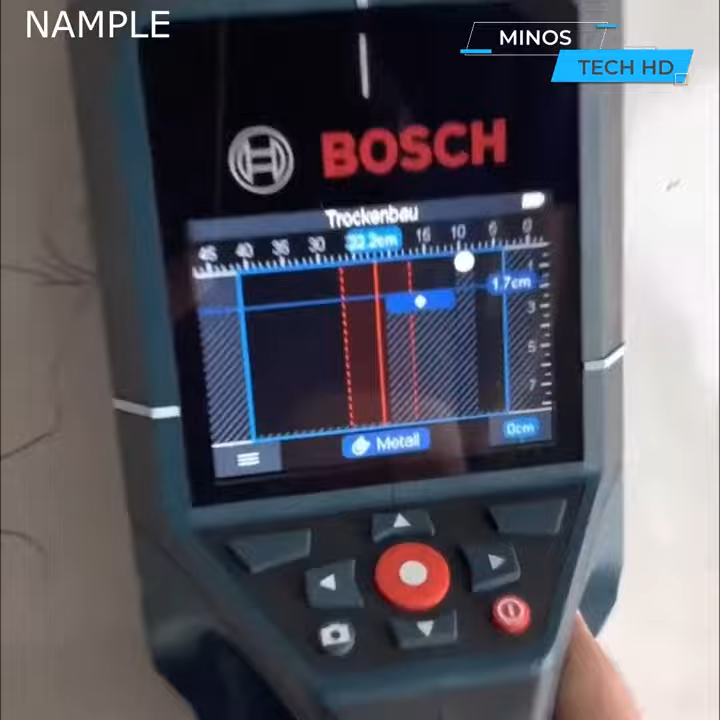 NAMPLE
MINOS
TECH HD
BOSCH
Trockenbau
45 40 35 30 22.2cm 15 10 5 0
1
1.7cm
3
5
7
Metall
0cm